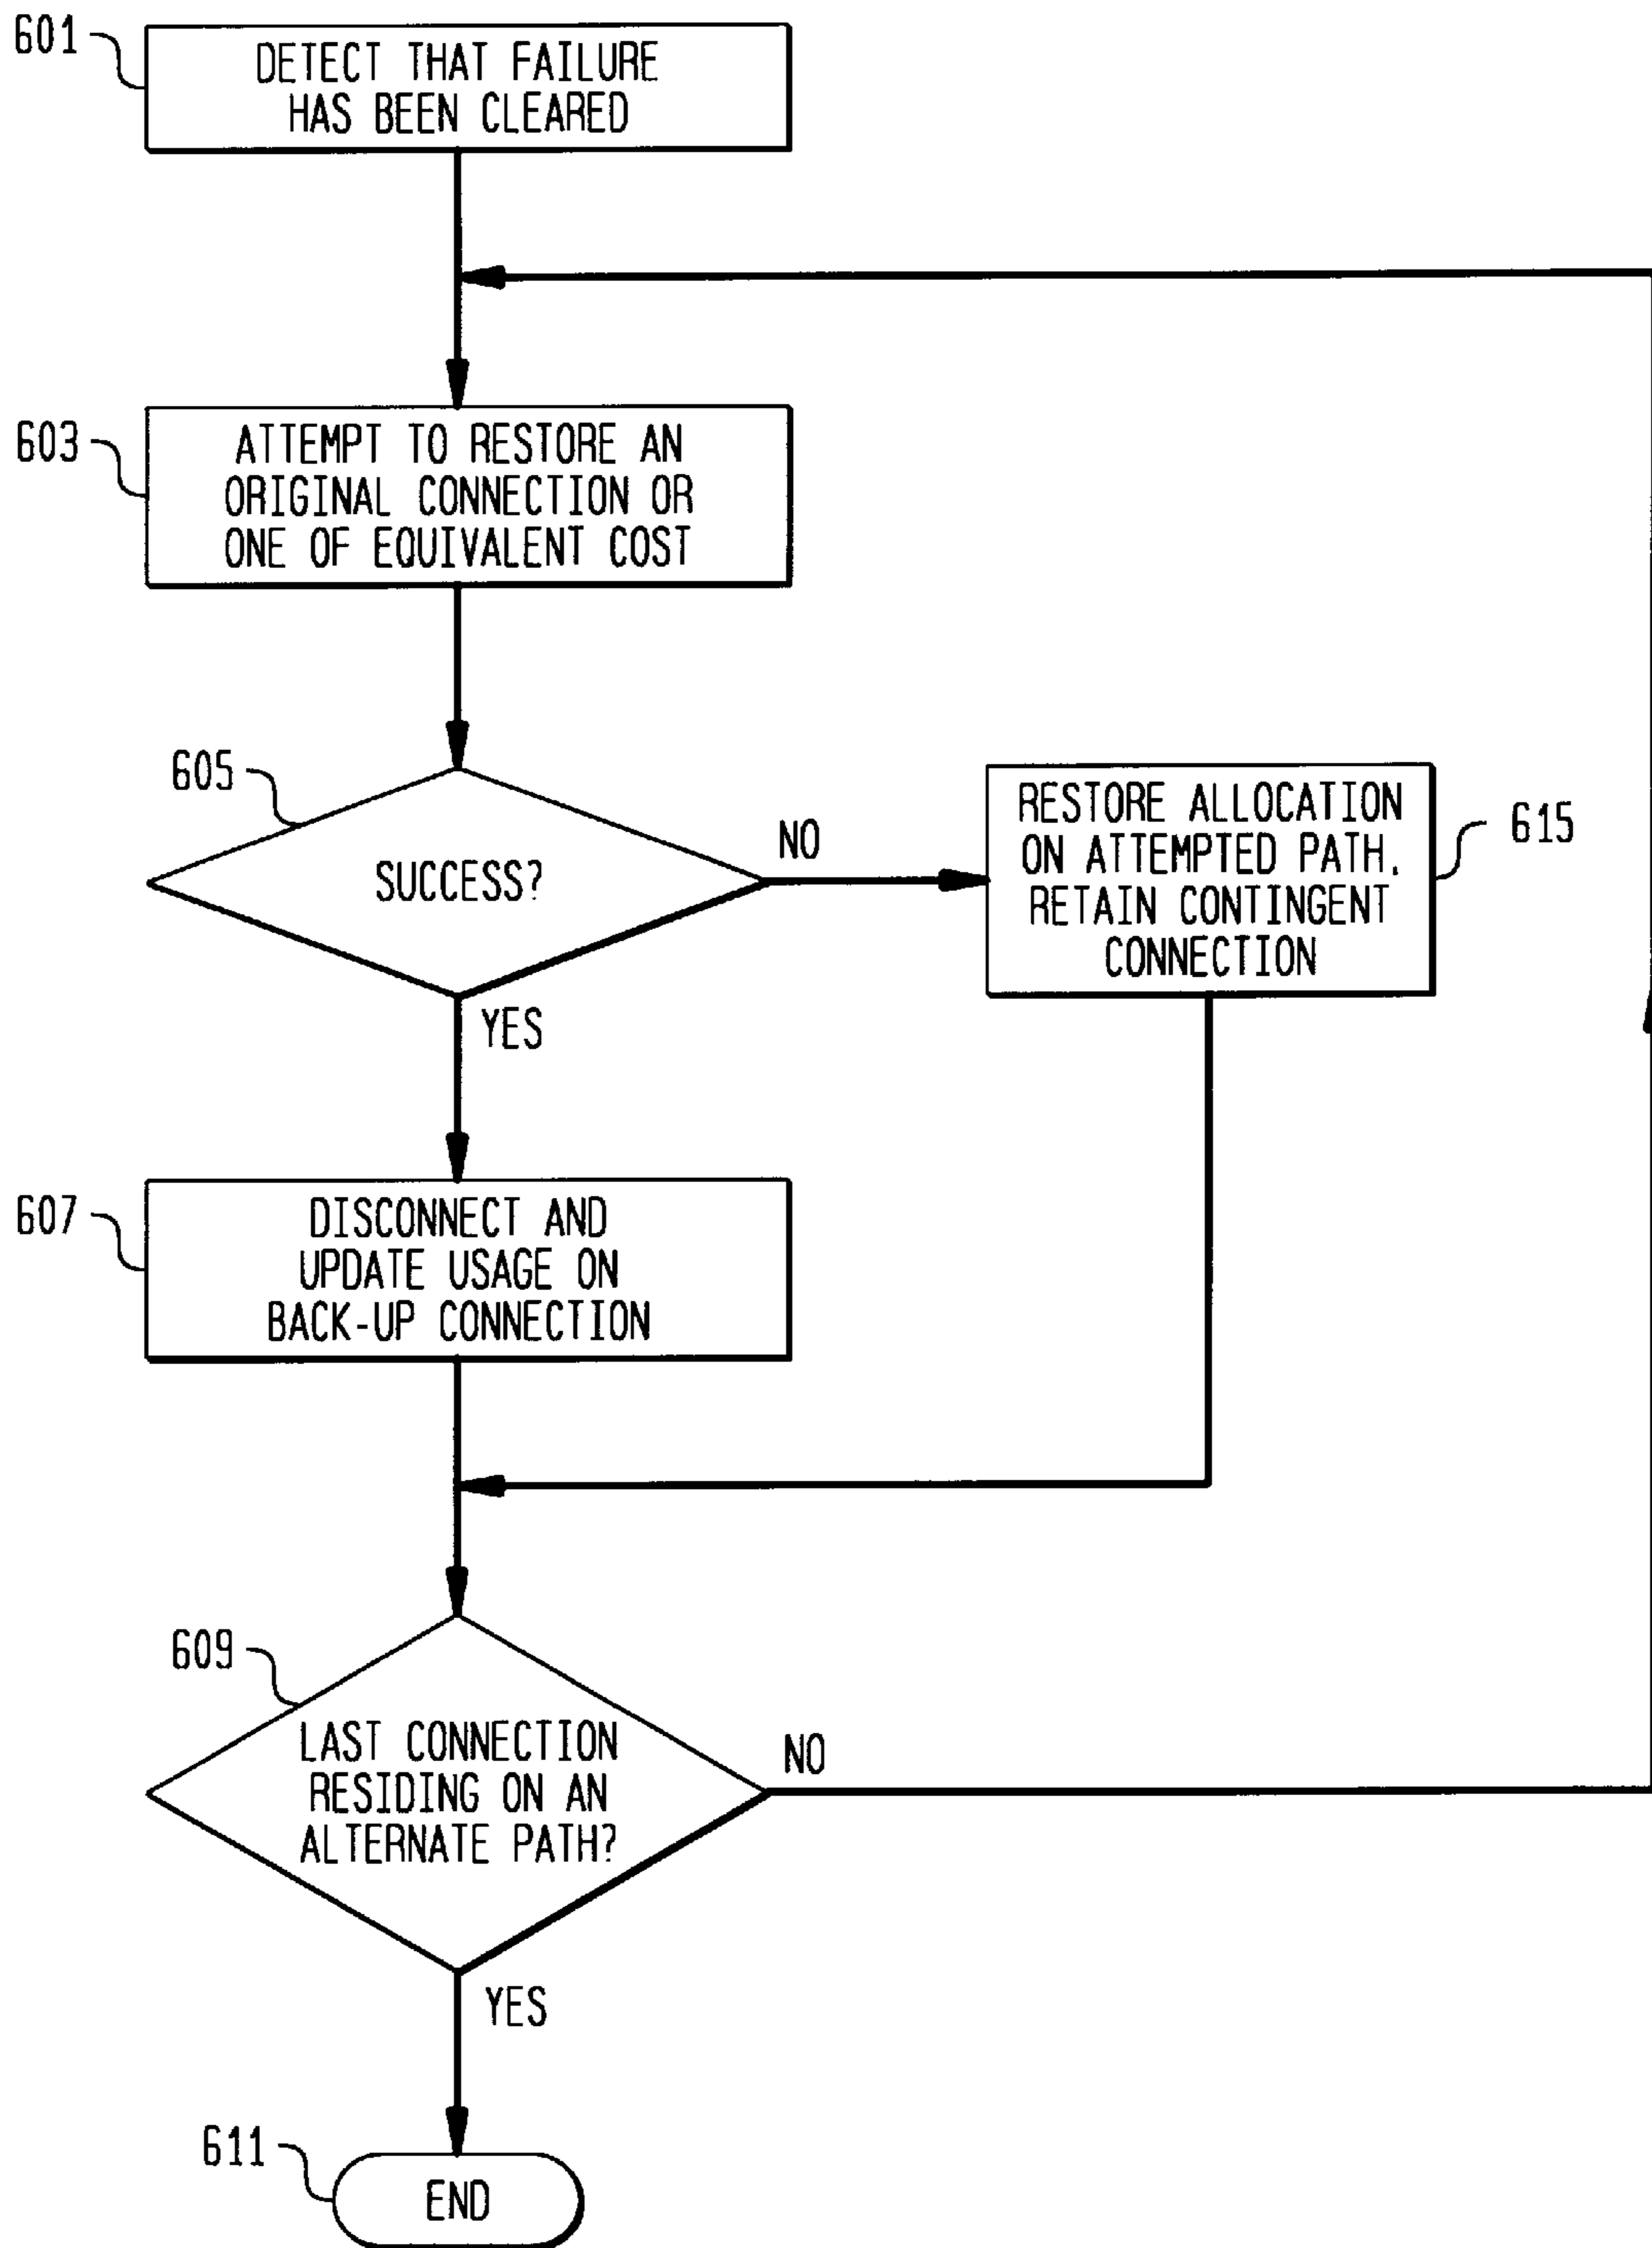 601
DETECT THAT FAILURE
HAS BEEN CLEARED
603
ATTEMPT TO RESTORE AN
ORIGINAL CONNECTION OR
ONE OF EQUIVALENT COST
605
SUCCESS?
NO
RESTORE ALLOCATION
ON ATTEMPTED PATH.
RETAIN CONTINGENT
CONNECTION
615
YES
607
DISCONNECT AND
UPDATE USAGE ON
BACK-UP CONNECTION
609
LAST CONNECTION
RESIDING ON AN
ALTERNATE PATH?
NO
YES
611
END